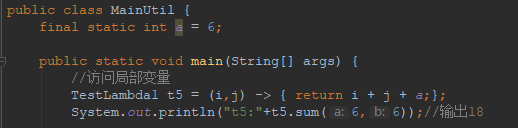 public class MainUtil {
final static int a = 6;
public static void main(String[] args) {
//访问局部变量
TestLambdal t5 = (i,j) -> { return i + j + a;};
System.out.println("t5:"+t5.sum( a: 6, b: 6));//输出18